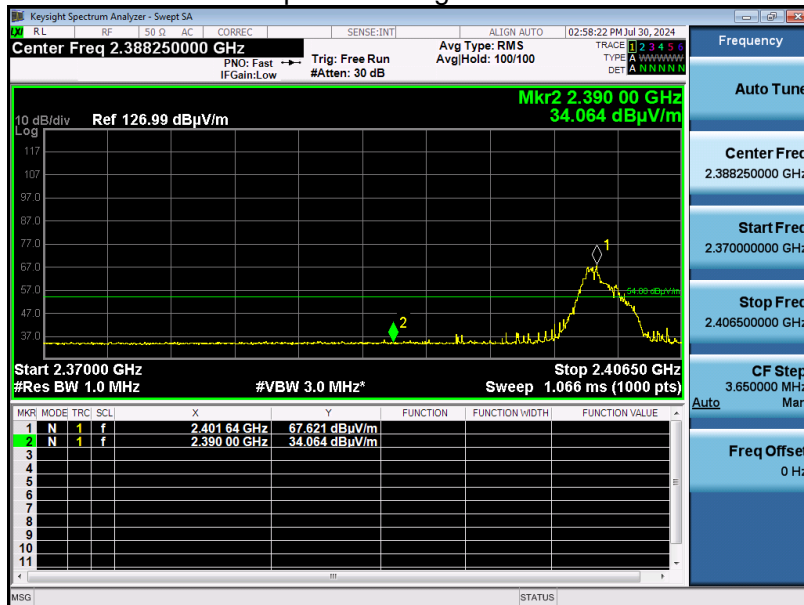 Keysight Spectrum Analyzer - Swept SA
LXI RL RF 50 Ω AC CORREC SENSE:INT ALIGN AUTO 02:58:22 PM Jul 30, 2024
Center Freq 2.388250000 GHz
PNO: Fast
IFGain:Low
Trig: Free Run
#Atten: 30 dB
Avg Type: RMS
Avg|Hold: 100/100
TRACE 1 2 3 4 5 6
TYPE A WWWWW
DET A N N N N N
Mkr2 2.390 00 GHz
34.064 dBµV/m
10 dB/div Ref 126.99 dBµV/m
Log
117
107
97.0
87.0
77.0
67.0
57.0
47.0
37.0
1
2
54.00 dBµV/m
Start 2.37000 GHz Stop 2.40650 GHz
#Res BW 1.0 MHz #VBW 3.0 MHz* Sweep 1.066 ms (1000 pts)
MKR MODE TRC SCL X Y FUNCTION FUNCTION WIDTH FUNCTION VALUE
1 N 1 f 2.401 64 GHz 67.621 dBµV/m
2 N 1 f 2.390 00 GHz 34.064 dBµV/m
3
4
5
6
7
8
9
10
11
MSG STATUS
Frequency
Auto Tune
Center Freq
2.388250000 GHz
Start Freq
2.370000000 GHz
Stop Freq
2.406500000 GHz
CF Step
3.650000 MHz
Auto Man
Freq Offset
0 Hz